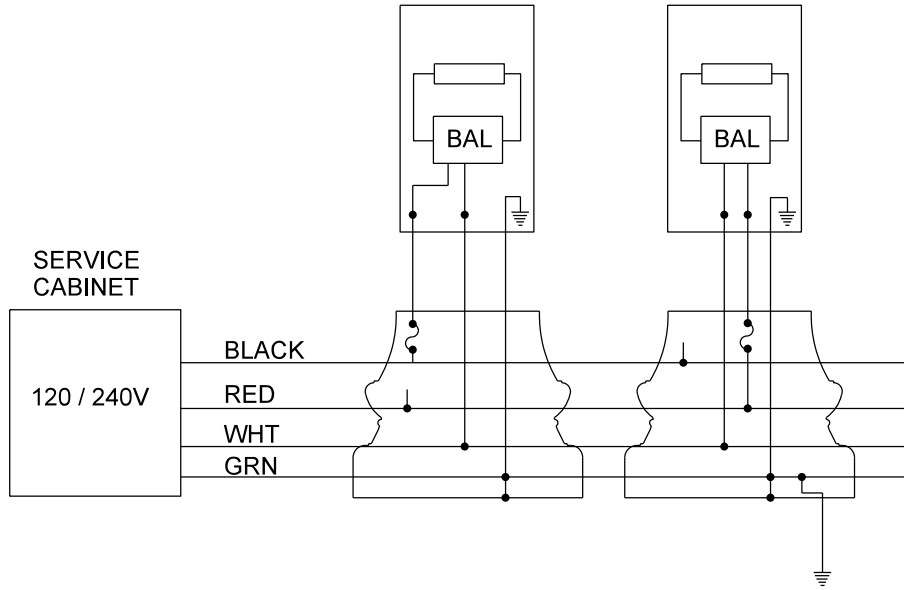 BAL
BAL
SERVICE
CABINET
120 / 240V
BLACK
RED
WHT
GRN